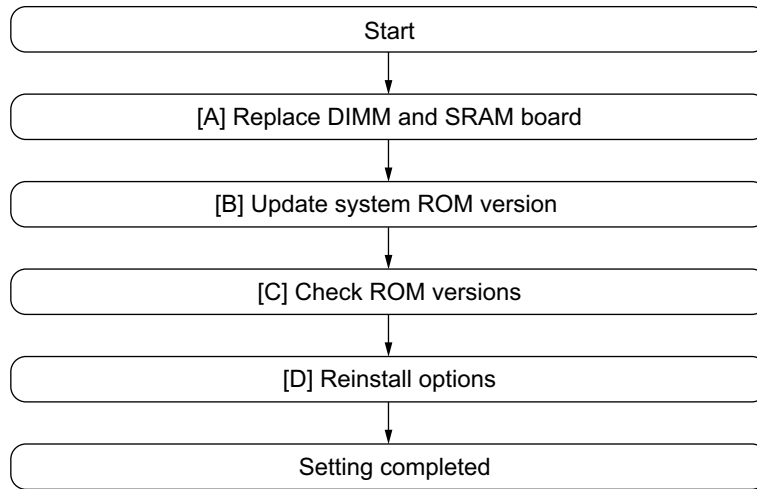 Start
[A] Replace DIMM and SRAM board
[B] Update system ROM version
[C] Check ROM versions
[D] Reinstall options
Setting completed